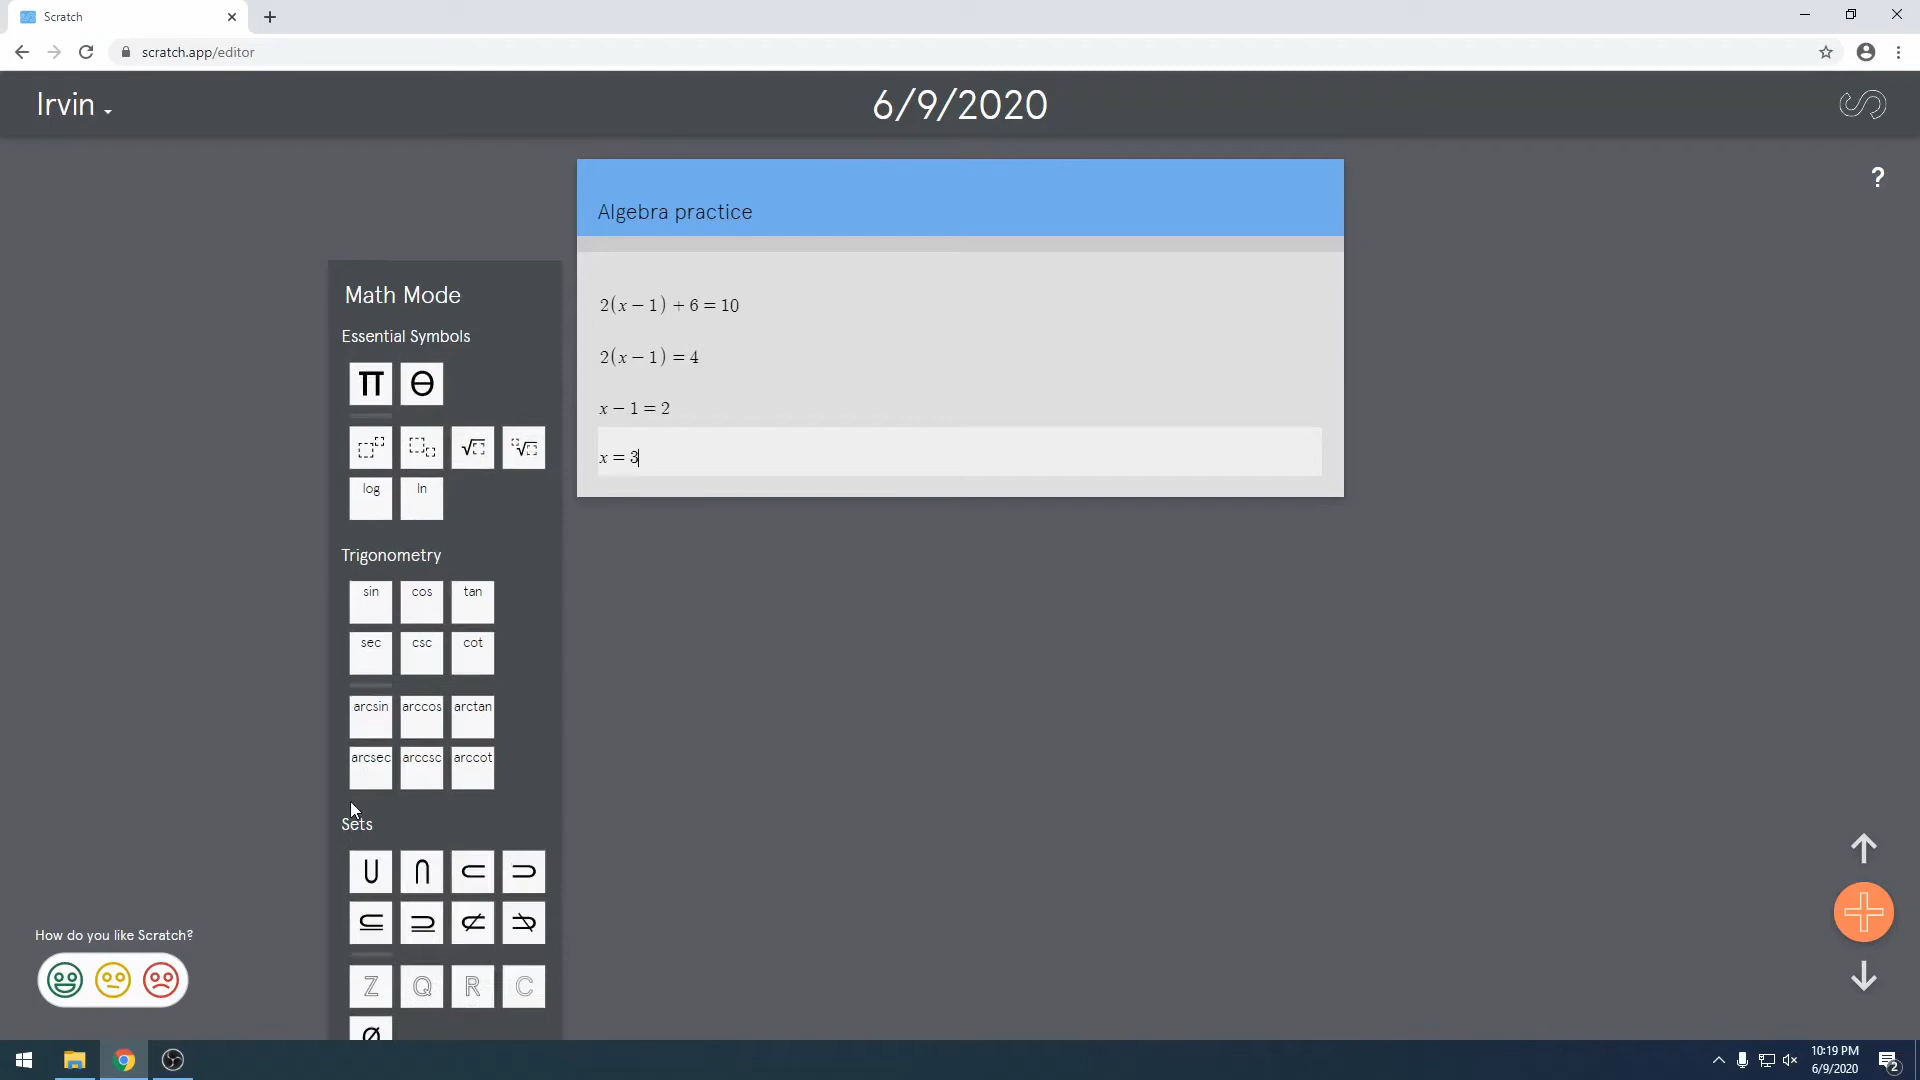 Scratch
scratch.app/editor
Irvin
6/9/2020
?
Algebra practice
2(x − 1) + 6 = 10
2(x − 1) = 4
x − 1 = 2
x = 3
Math Mode
Essential Symbols
π θ
√ √
log ln
Trigonometry
sin cos tan
sec csc cot
arcsin arccos arctan
arcsec arccsc arccot
Sets
∪ ∩ ⊂ ⊃
⊆ ⊇ ⊄ ⊅
ℤ ℚ ℝ ℂ
∅
How do you like Scratch?
10:19 PM
6/9/2020
2